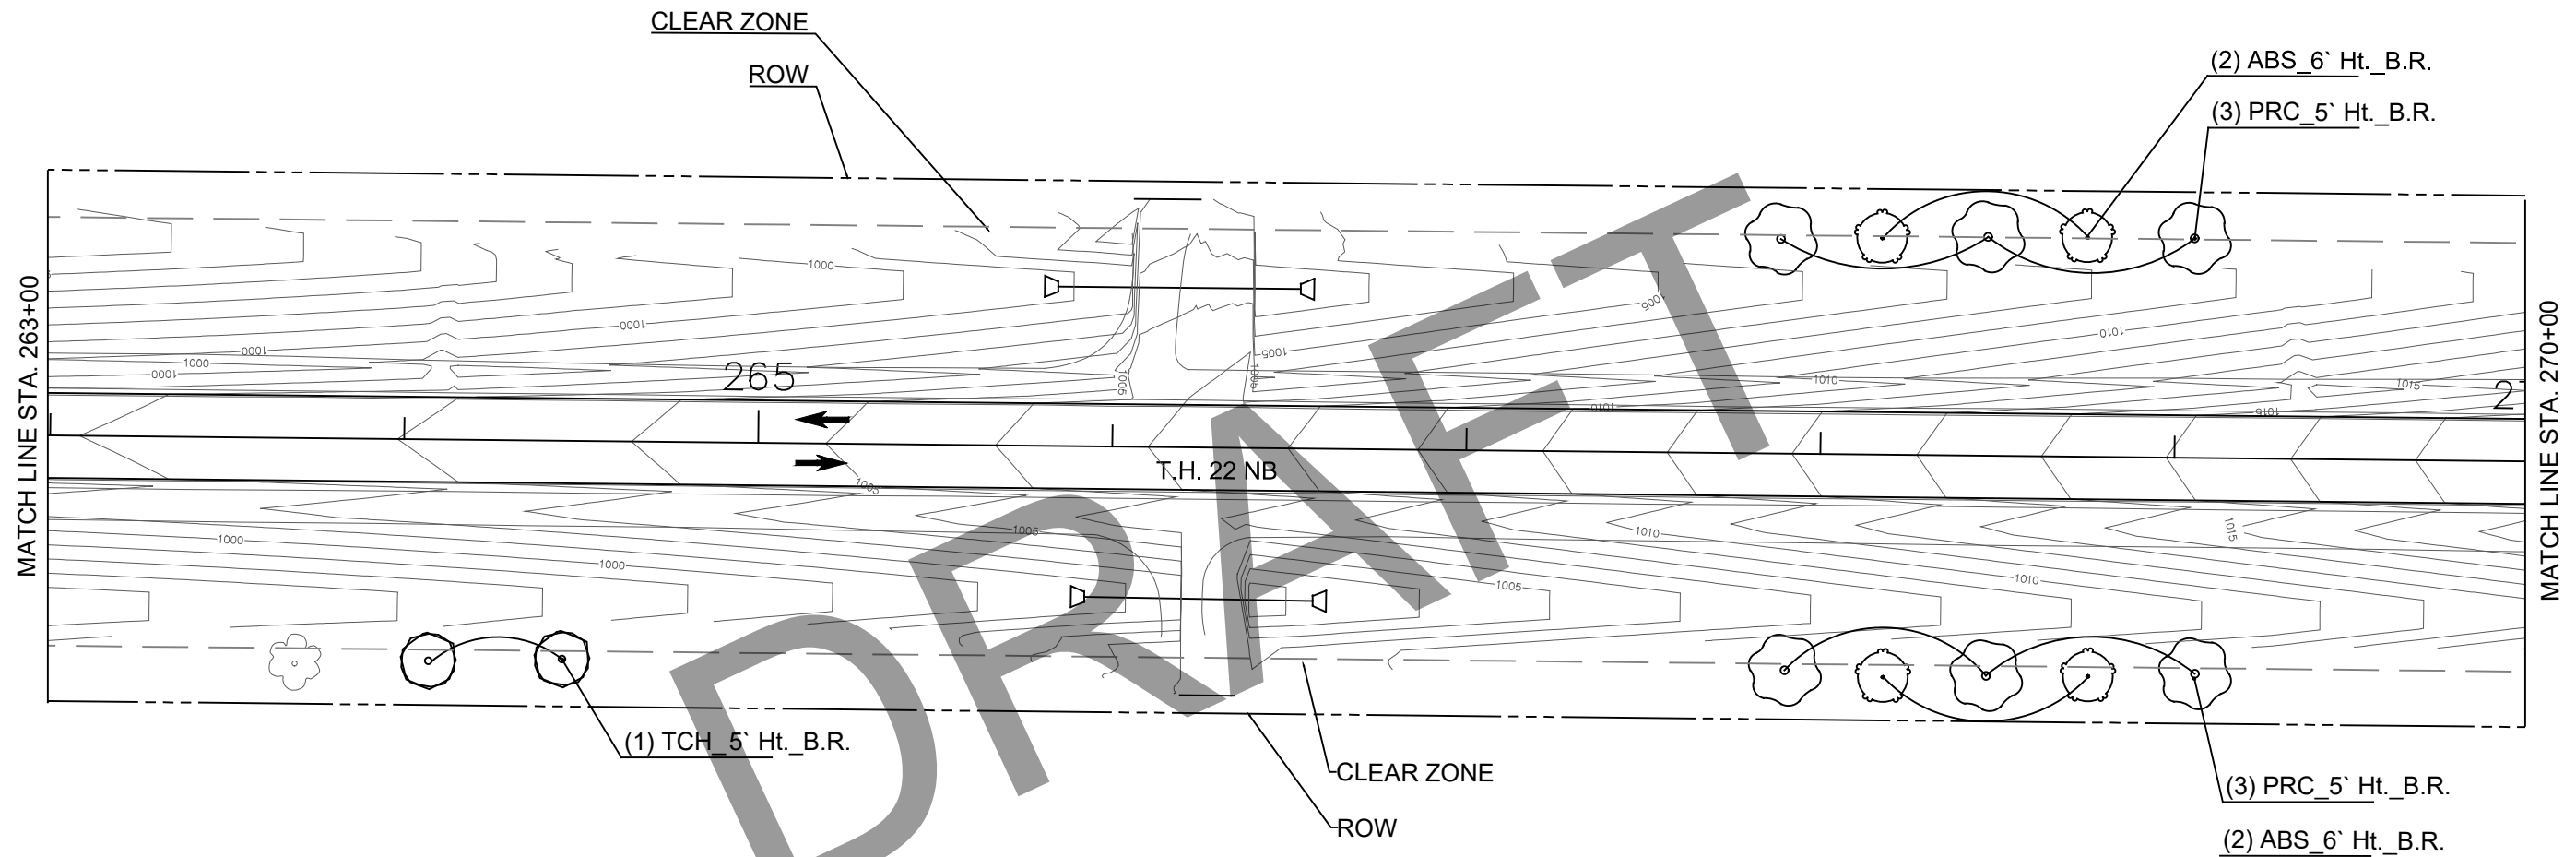 CLEAR ZONE
ROW
(2) ABS_6` Ht._B.R.
(3) PRC_5` Ht._B.R.
MATCH LINE STA. 263+00
MATCH LINE STA. 270+00
1000
1005
1000
1010
1000
1005
1000
1000
265
1005
1005
1010
1015
2
1010
1015
T.H. 22 NB
1005
1005
1010
1015
1000
1000
1005
1010
DRAFT
(1) TCH_5` Ht._B.R.
CLEAR ZONE
ROW
(3) PRC_5` Ht._B.R.
(2) ABS_6` Ht._B.R.